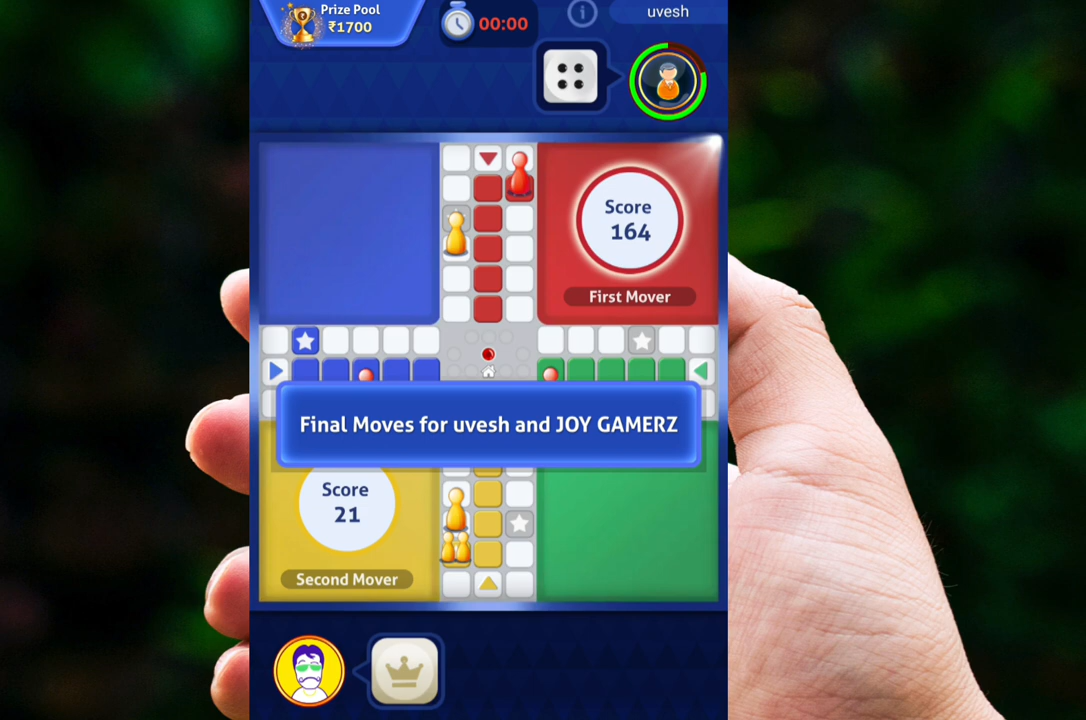 Prize Pool
₹1700
00:00
i
uvesh
Score
164
First Mover
Final Moves for uvesh and JOY GAMERZ
Score
21
Second Mover